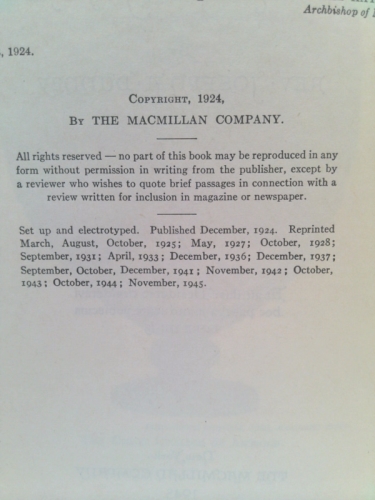 Archbishop of
, 1924.
COPYRIGHT, 1924,
BY THE MACMILLAN COMPANY.
All rights reserved — no part of this book may be reproduced in any
form without permission in writing from the publisher, except by
a reviewer who wishes to quote brief passages in connection with a
review written for inclusion in magazine or newspaper.
Set up and electrotyped. Published December, 1924. Reprinted
March, August, October, 1925; May, 1927; October, 1928;
September, 1931; April, 1933; December, 1936; December, 1937;
September, October, December, 1941; November, 1942; October,
1943; October, 1944; November, 1945.